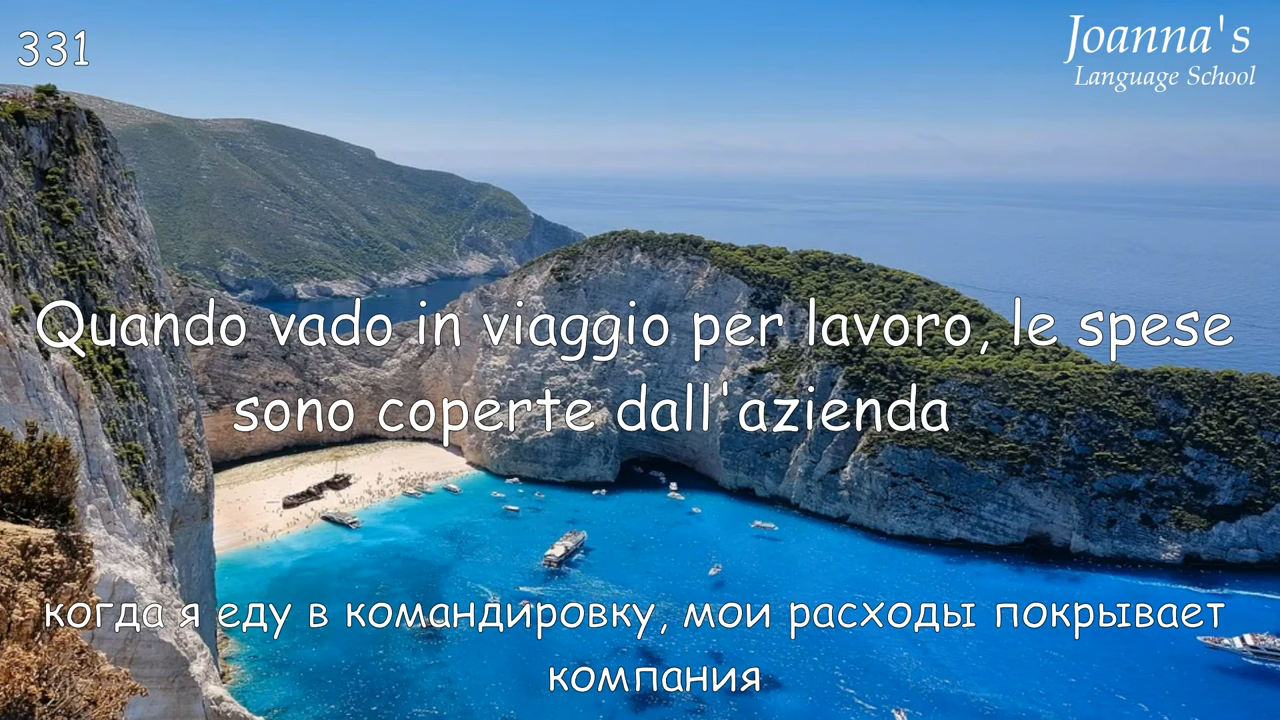 331
Joanna's
Language School
Quando vado in viaggio per lavoro, le spese
sono coperte dall'azienda
когда я еду в командировку, мои расходы покрывает
компания